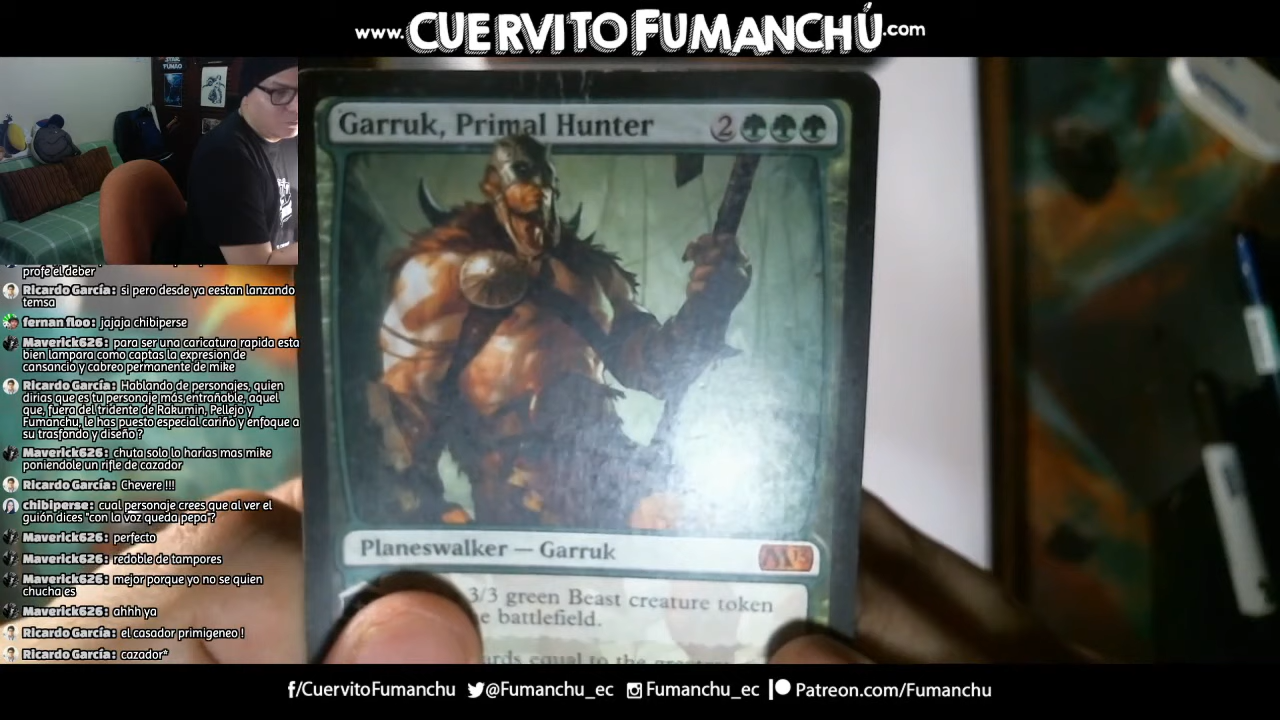 www.CUERVITOFUMANCHÚ.com
Garruk, Primal Hunter 2
profe el deber
Ricardo García: si pero desde ya eestan lanzando
temsa
fernan floo: jajaja chibiperse
Maverick626: para ser una caricatura rapida esta
bien lampara como captas la expresion de
cansancio y cabreo permanente de mike
Ricardo García: Hablando de personajes, quien
dirias que es tu personaje más entrañable, aquel
que, fuera del tridente de Rakumin, Pellejo y
Fumanchu, le has puesto especial cariño y enfoque a
su trasfondo y diseño ?
Maverick626: chuta solo lo harias mas mike
poniendole un rifle de cazador
Ricardo García: Chevere !!!
chibiperse: cual personaje crees que al ver el
guión dices "con la voz queda pepa"?
Maverick626: perfecto
Maverick626: redoble de tampores
Maverick626: mejor porque yo no se quien
chucha es
Maverick626: ahhh ya
Ricardo García: el casador primigeneo !
Ricardo García: cazador*
Planeswalker — Garruk
M13
3/3 green Beast creature token
battlefield.
equal to the
f/CuervitoFumanchu @Fumanchu_ec Fumanchu_ec Patreon.com/Fumanchu